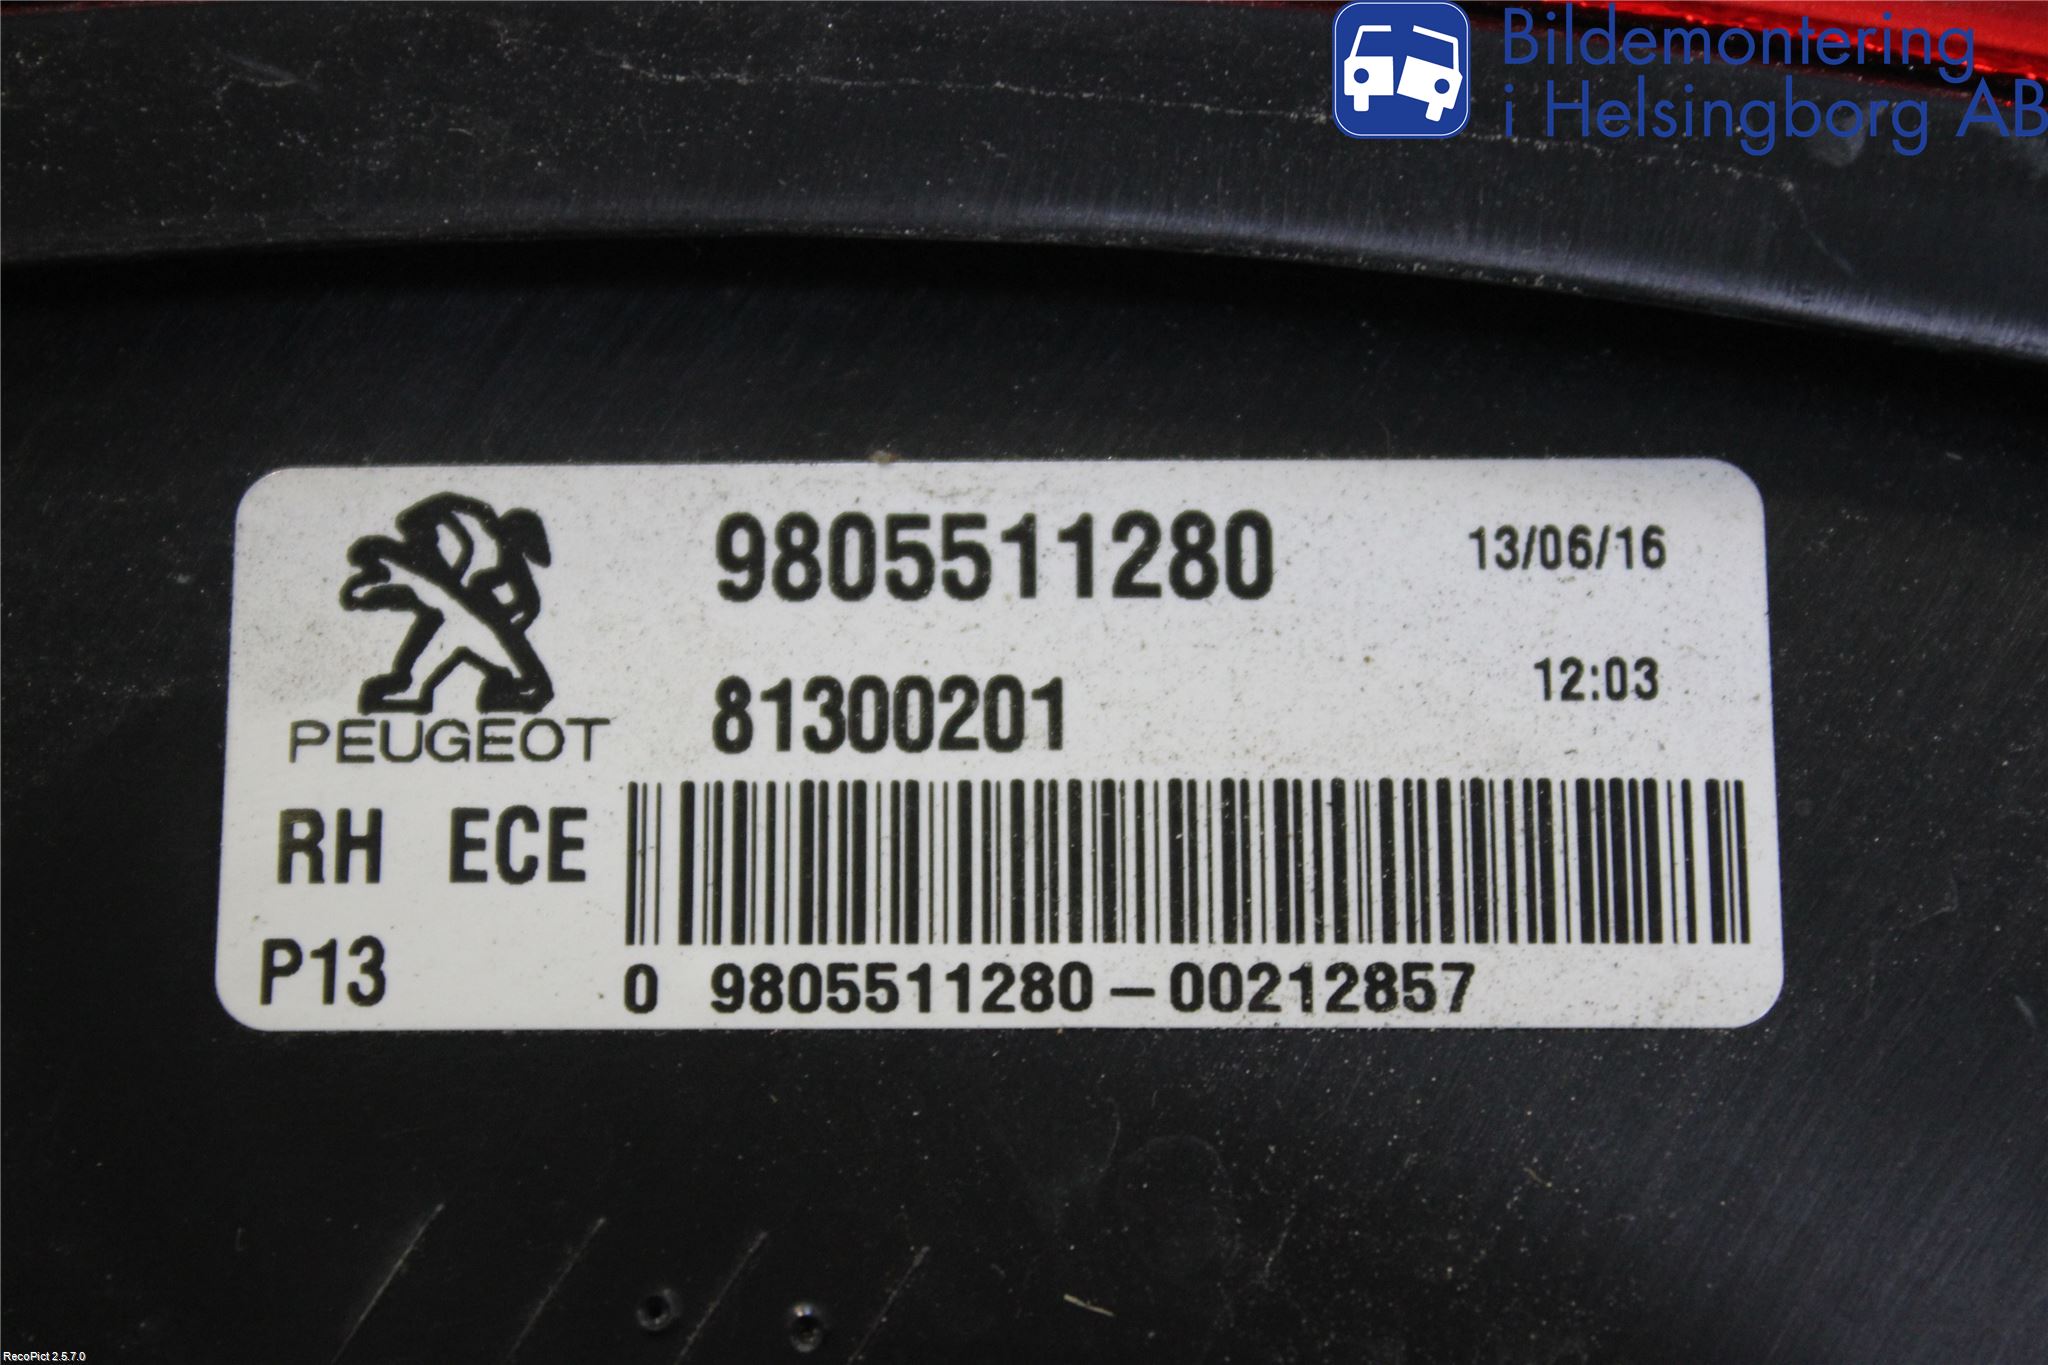 Bildemontering
i Helsingborg AB
9805511280
13/06/16
81300201
12:03
PEUGEOT
RH ECE
P13
0 9805511280-00212857
RecoPict 2.5.7.0